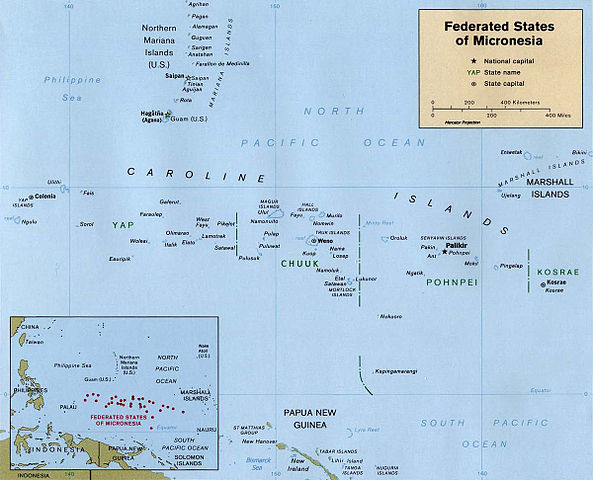 140
150
160
Agrihan
Pagan
Alamagan
Guguan
Sarigan
Anatahan
Farallon de Medinilla
Northern
Mariana
Islands
(U.S.)
MARIANA ISLANDS
Saipan
Saipan
Tinian
Aguijan
Rota
Hagåtña
(Agana)
Guam (U.S.)
Philippine
Sea
Federated States
of Micronesia
National capital
YAP State name
State capital
0 200 400 Kilometers
0 200 400 Miles
Mercator Projection
NORTH
PACIFIC OCEAN
Enewetak
reef
Bikini
MARSHALL ISLANDS
Ujelang
MARSHALL
ISLANDS
10
10
CAROLINE ISLANDS
Ulithi
Colonia
YAP
ISLANDS
Ngulu
Fais
Sorol
YAP
Gaferut
Faraulep
West
Fayu
Pikelot
Olimarao
Lamotrek
Woleai
Ifalik
Elato
Satawal
Eauripik
MAGUR
ISLANDS
Ulul
Namonuito
Pulap
Puluwat
Pulusuk
HALL
ISLANDS
Fayu
Murilo
Nomwin
TRUK ISLANDS
Weno
Kuop
Nama
Losap
CHUUK
Namoluk
Etal
Lukunor
Satawan
MORTLOCK
ISLANDS
Minto Reef
Oroluk
SENYAVIN ISLANDS
Palikir
Pakin
Pohnpei
Ant
Mokil
Ngatik
POHNPEI
Pingelap
KOSRAE
Kosrae
Kosrae
Nukuoro
Kapingamarangi
0
Equator
CHINA
Taiwan
Philippine Sea
Northern
Mariana
Islands
(U.S.)
NORTH
PACIFIC
OCEAN
Wake
Island
(U.S.)
Guam (U.S.)
PHILIPPINES
MARSHALL
ISLANDS
PALAU
FEDERATED STATES
OF MICRONESIA
Equator
NAURU
INDONESIA
PAPUA NEW
GUINEA
SOUTH
PACIFIC OCEAN
SOLOMON
ISLANDS
INDONESIA
PAPUA NEW
GUINEA
ST MATTHIAS
GROUP
New Hanover
Bismarck
Sea
New
Ireland
Lyra Reef
TABAR ISLANDS
Lihir Island
TANGA
ISLANDS
NUGURIA
ISLANDS
SOUTH PACIFIC
OCEAN